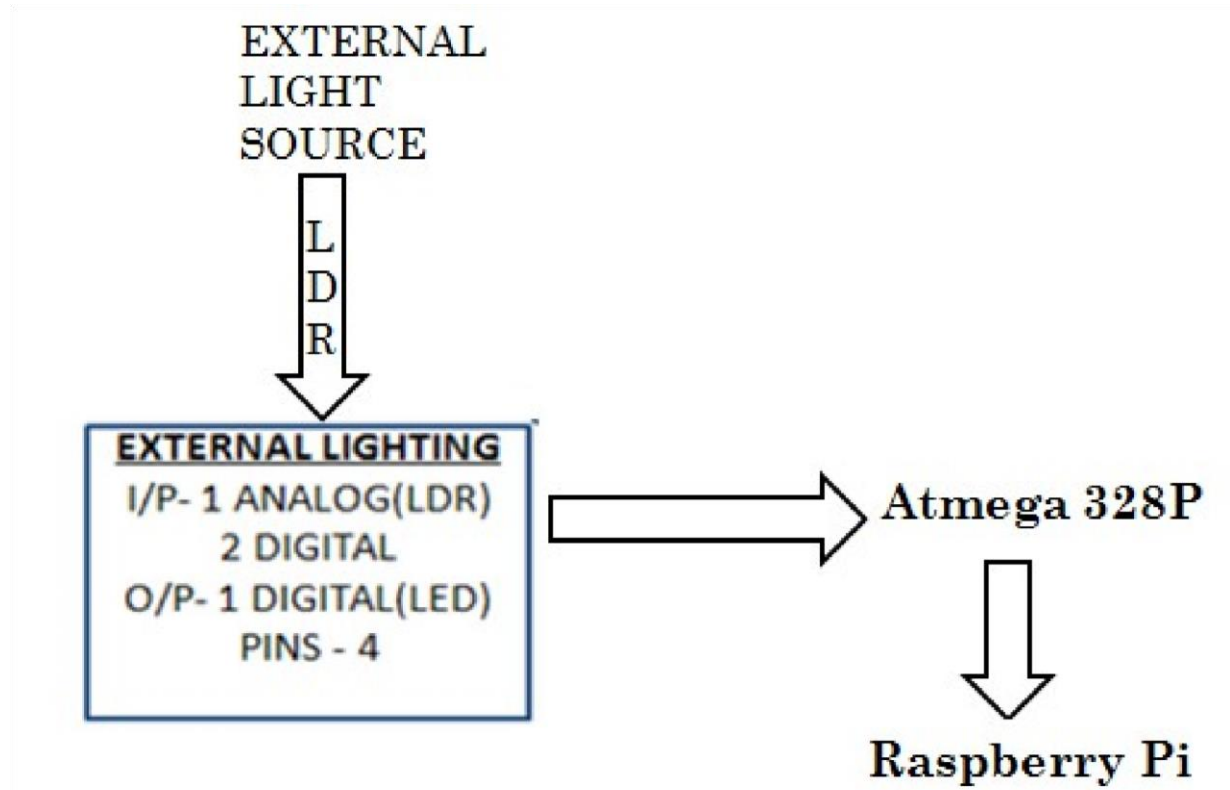 EXTERNAL
LIGHT
SOURCE
L
D
R
EXTERNAL LIGHTING
I/P- 1 ANALOG(LDR)
2 DIGITAL
O/P- 1 DIGITAL(LED)
PINS - 4
Atmega 328P
Raspberry Pi